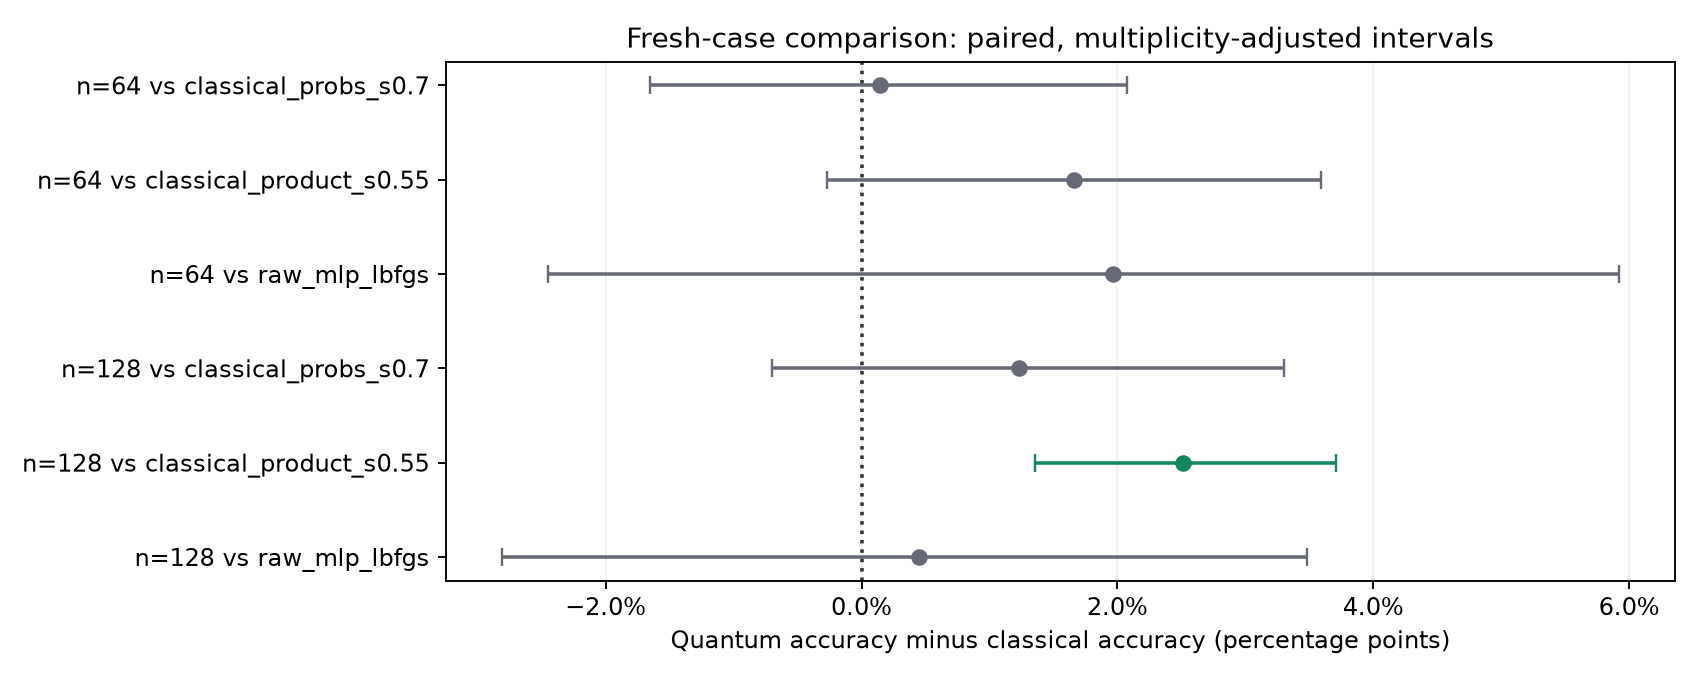 Fresh-case comparison: paired, multiplicity-adjusted intervals
n=64 vs classical_probs_s0.7
n=64 vs classical_product_s0.55
n=64 vs raw_mlp_lbfgs
n=128 vs classical_probs_s0.7
n=128 vs classical_product_s0.55
n=128 vs raw_mlp_lbfgs
−2.0% 0.0% 2.0% 4.0% 6.0%
Quantum accuracy minus classical accuracy (percentage points)